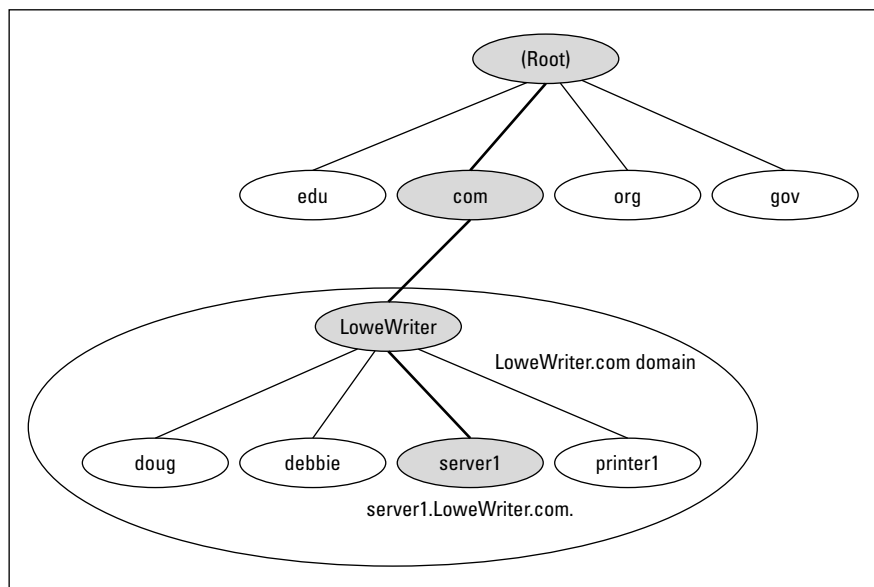 (Root)
edu
com
org
gov
LoweWriter
LoweWriter.com domain
doug
debbie
server1
printer1
server1.LoweWriter.com.